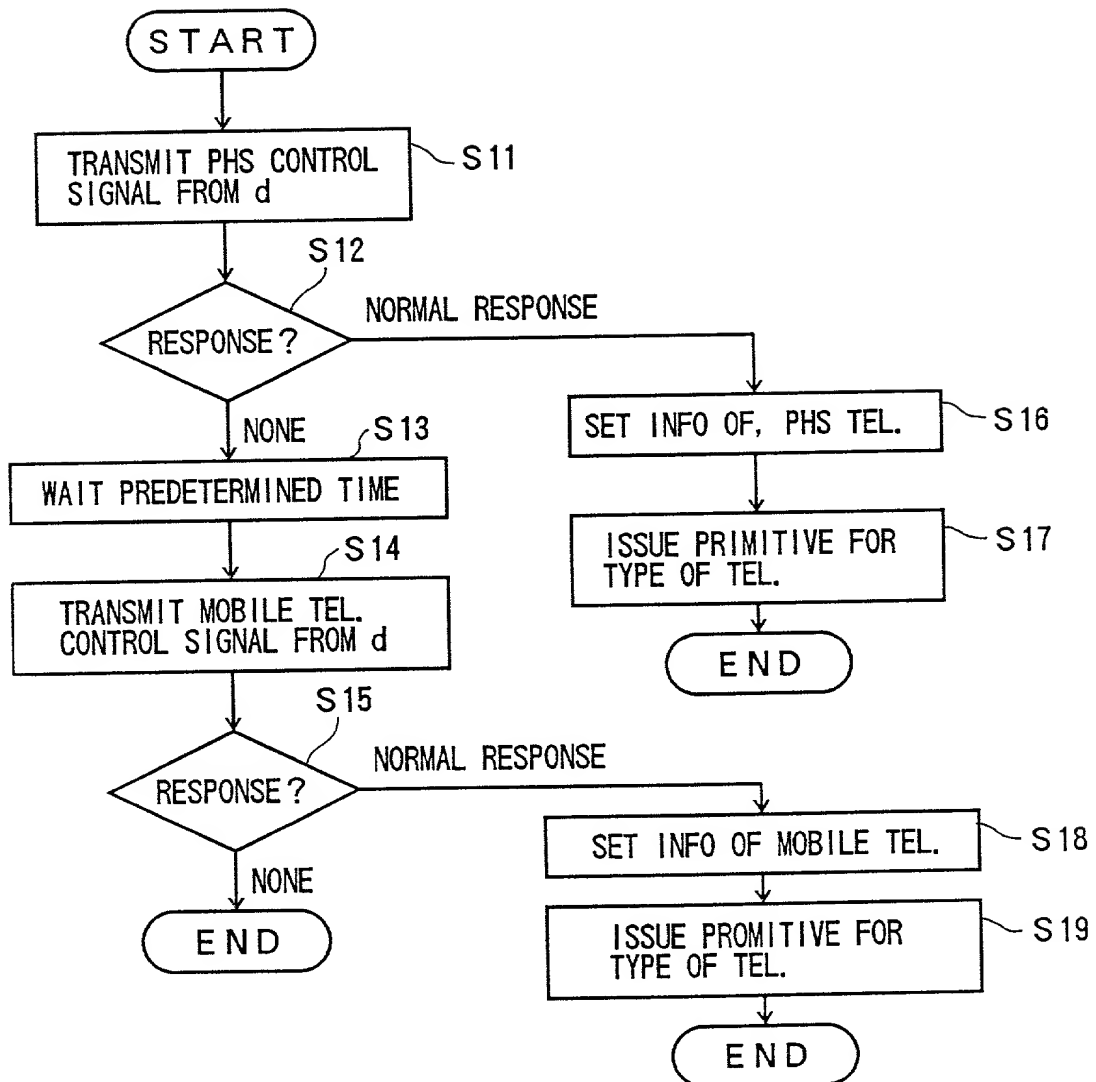 START
TRANSMIT PHS CONTROL
SIGNAL FROM d
S11
S12
RESPONSE?
NORMAL RESPONSE
NONE
S13
WAIT PREDETERMINED TIME
S14
TRANSMIT MOBILE TEL.
CONTROL SIGNAL FROM d
S15
RESPONSE?
NORMAL RESPONSE
NONE
END
SET INFO OF, PHS TEL.
S16
ISSUE PRIMITIVE FOR
TYPE OF TEL.
S17
END
SET INFO OF MOBILE TEL.
S18
ISSUE PROMITIVE FOR
TYPE OF TEL.
S19
END